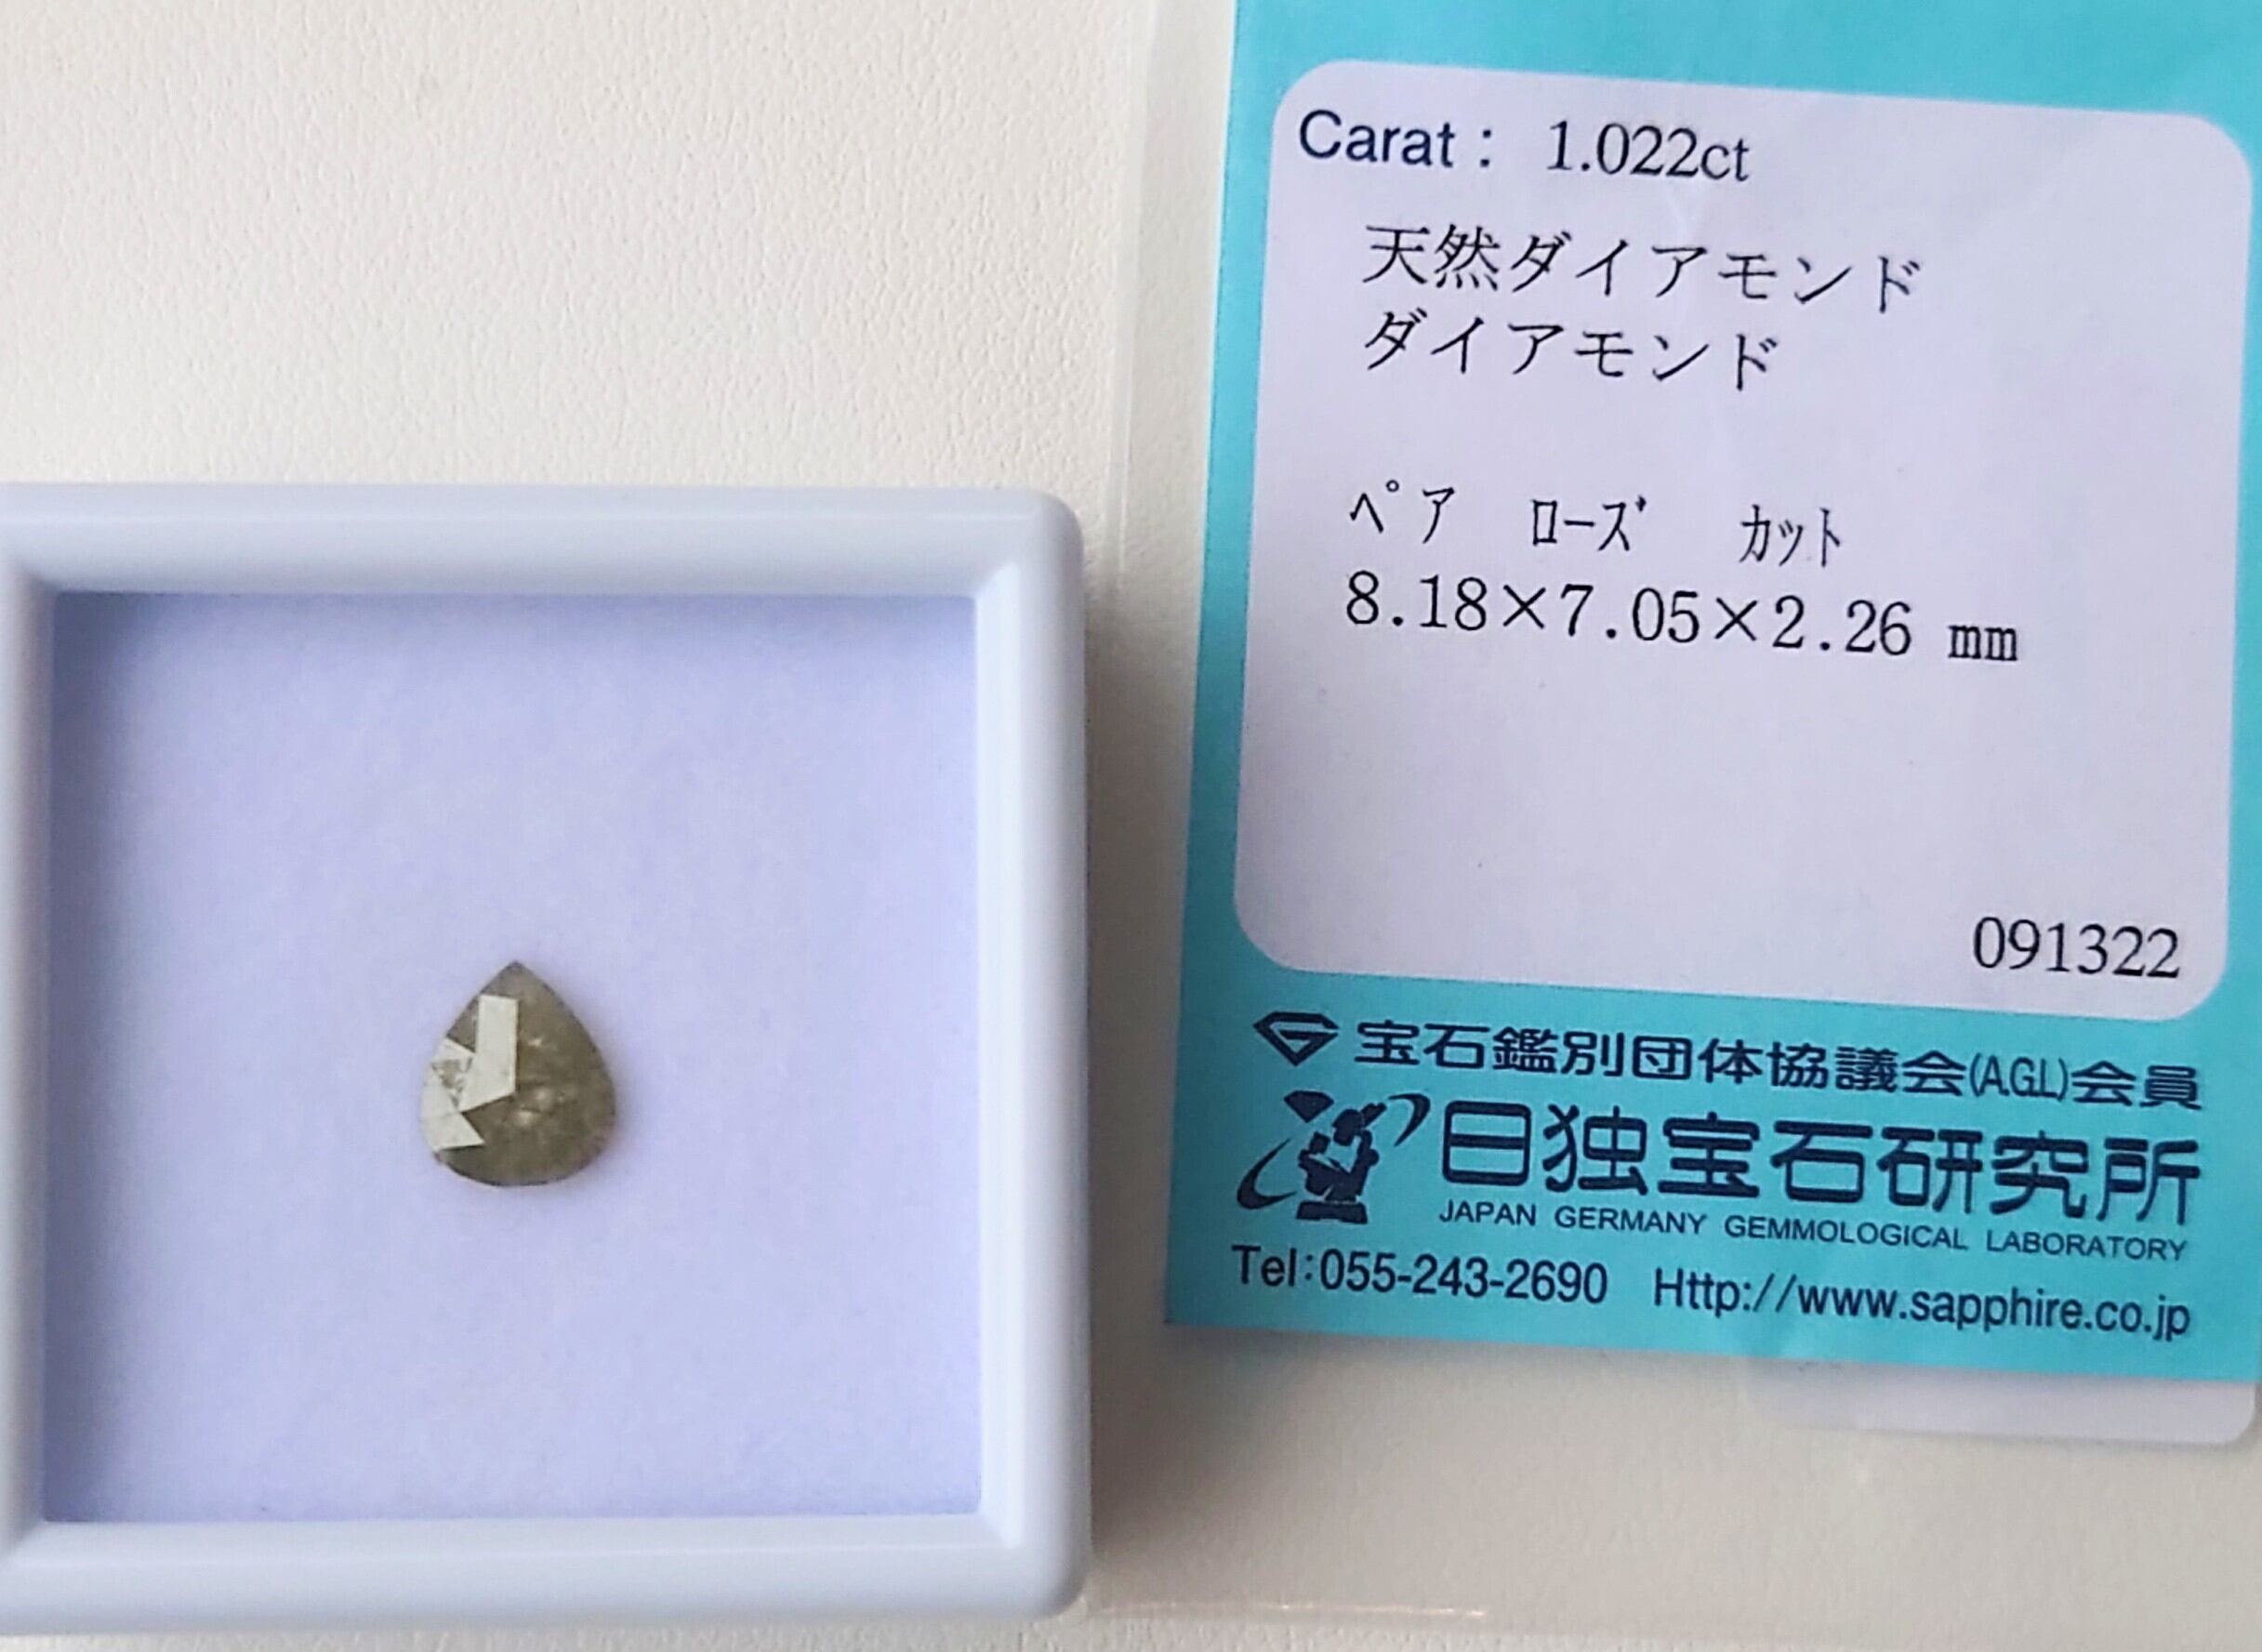 Carat : 1.022ct
天然ダイアモンド
ダイアモンド
ﾍﾟｱ ﾛｰｽﾞ ｶｯﾄ
8.18×7.05×2.26 mm
091322
宝石鑑別団体協議会(AGL)会員
日独宝石研究所
JAPAN GERMANY GEMMOLOGICAL LABORATORY
Tel:055-243-2690 Http://www.sapphire.co.jp